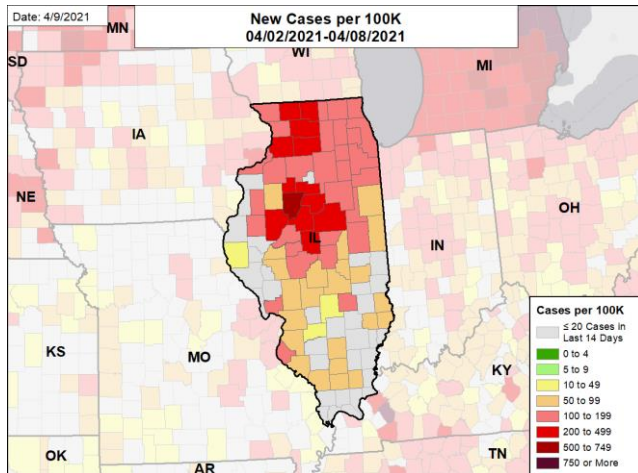 Date: 4/9/2021
New Cases per 100K
04/02/2021-04/08/2021
MN
SD
WI
MI
IA
NE
IL
IN
OH
KS
MO
KY
OK
AR
TN
Cases per 100K
≤ 20 Cases in
Last 14 Days
0 to 4
5 to 9
10 to 49
50 to 99
100 to 199
200 to 499
500 to 749
750 or More